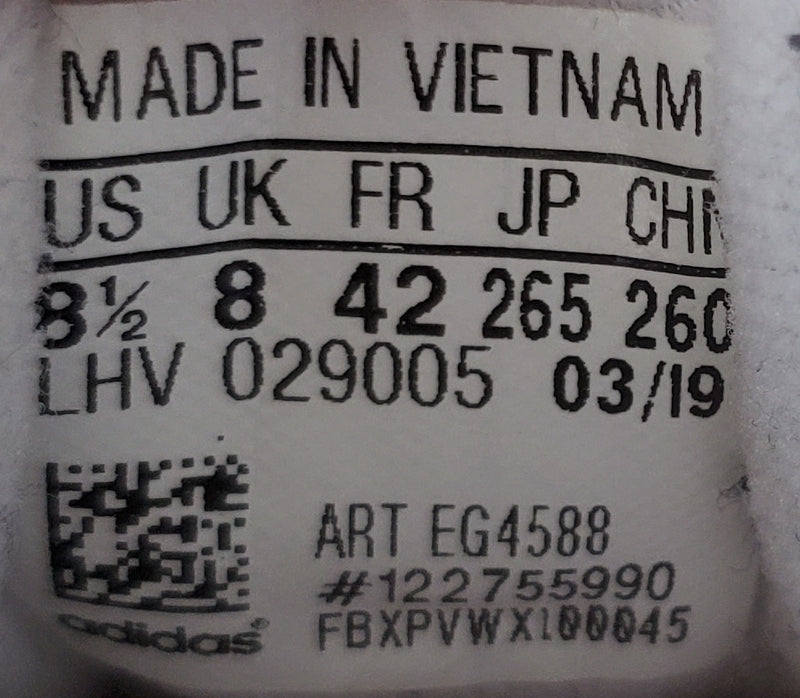 MADE IN VIETNAM
US UK FR JP CHN
8½ 8 42 265 260
LHV 029005 03/19
ART EG4588
#122755990
adidas® FBXPVWX100045